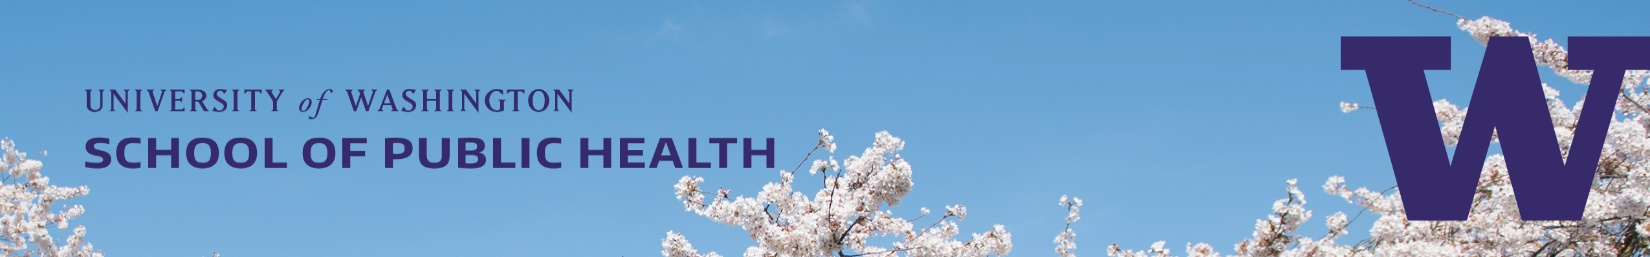 UNIVERSITY of WASHINGTON
SCHOOL OF PUBLIC HEALTH
W